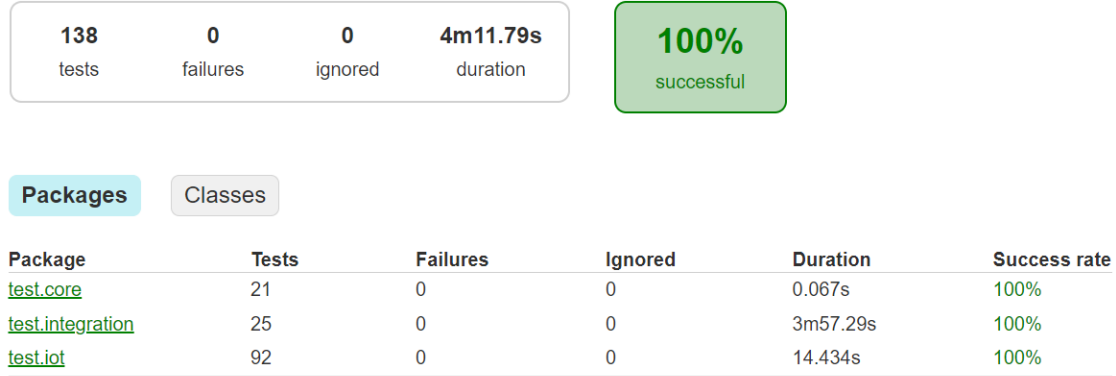 138 0 0 4m11.79s 100%
tests failures ignored duration successful
Packages Classes
Package Tests Failures Ignored Duration Success rate
test.core 21 0 0 0.067s 100%
test.integration 25 0 0 3m57.29s 100%
test.iot 92 0 0 14.434s 100%